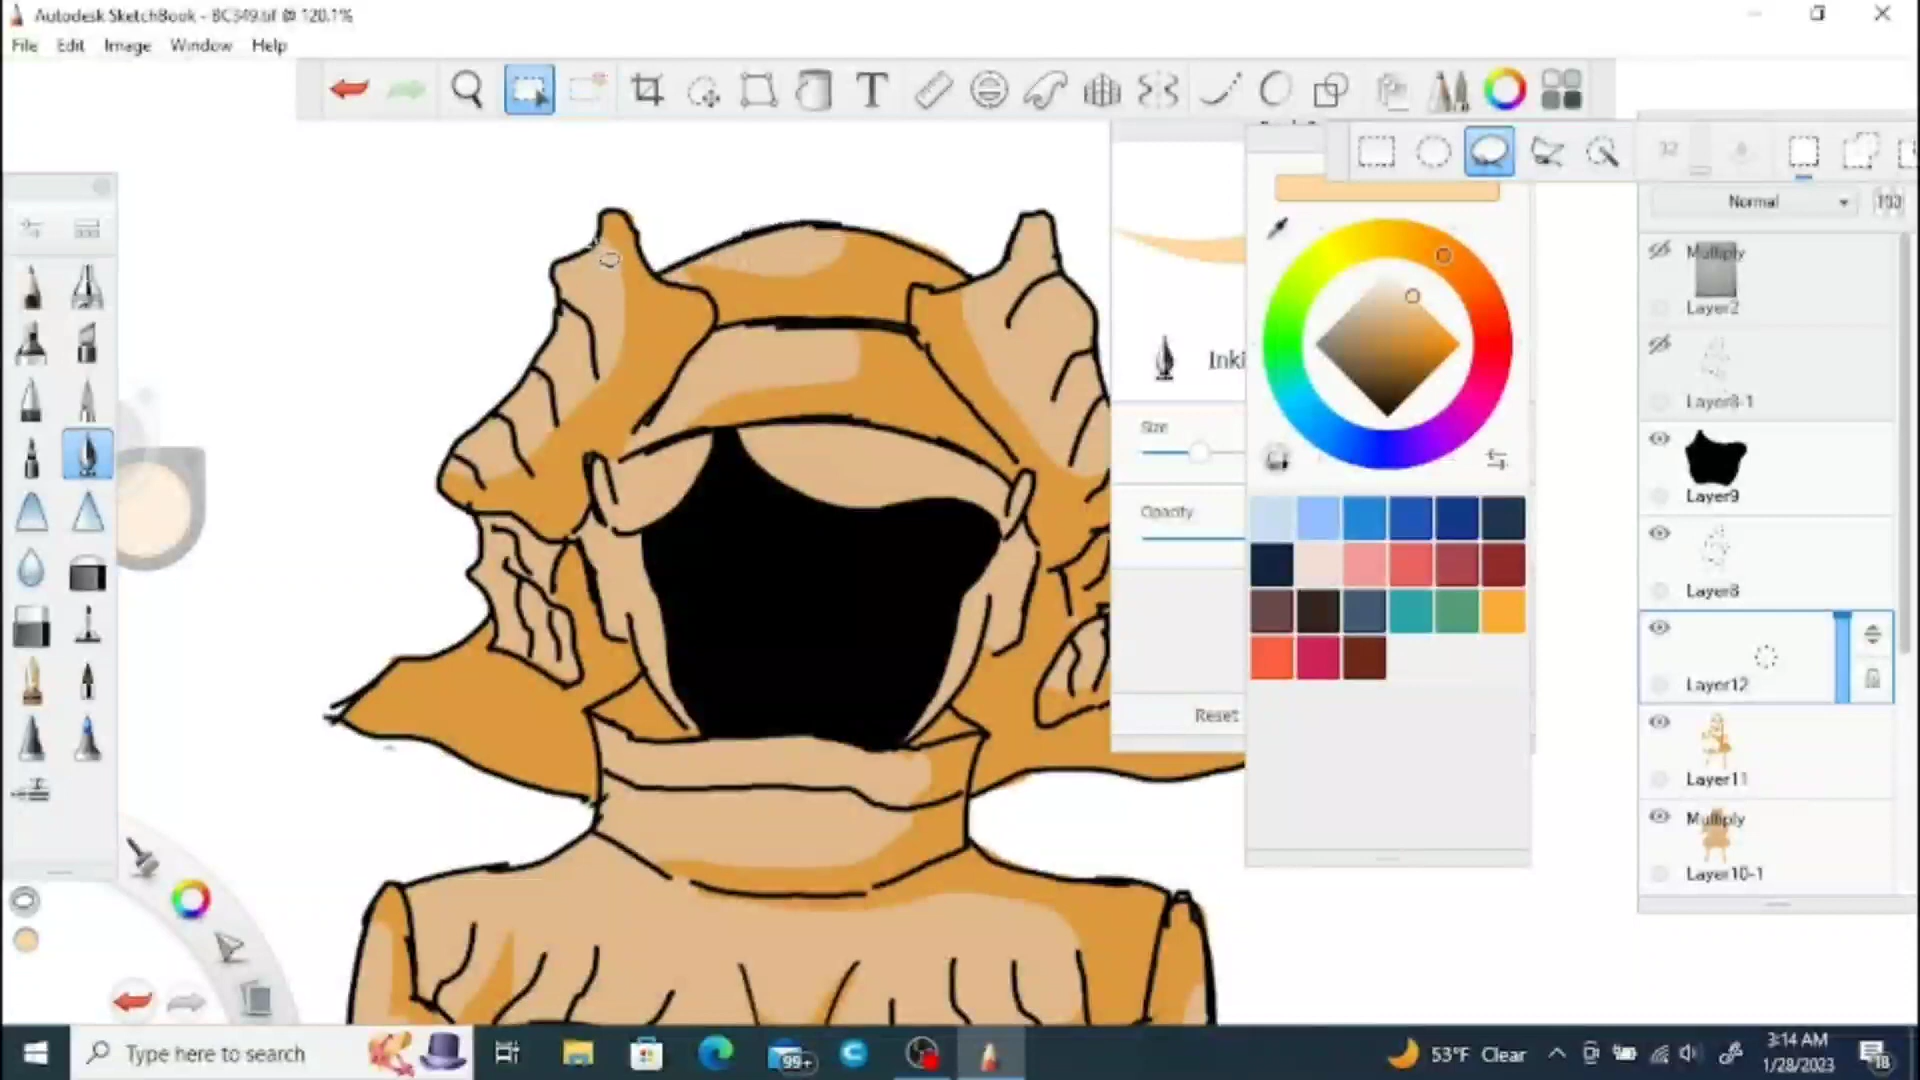 Autodesk SketchBook - BC349.tif @ 120.1%
File Edit Image Window Help
T
Normal
Multiply
Layer2
Layer8-1
Inki
Size
Layer9
Opacity
Layer8
Layer12
Reset
Layer11
Multiply
Layer10-1
Type here to search
99+
53°F Clear
3:14 AM
1/28/2023
18